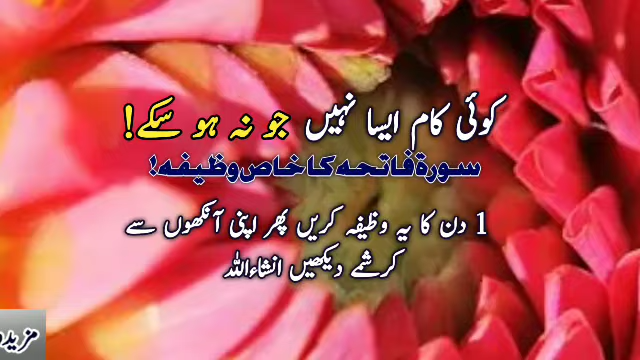 کوئی کام ایسا نہیں جو نہ ہو سکے!
سورۃ فاتحہ کا خاص وظیفہ!
1 دن کا یہ وظیفہ کریں پھر اپنی آنکھوں سے
کرشمے دیکھیں انشاءاللہ